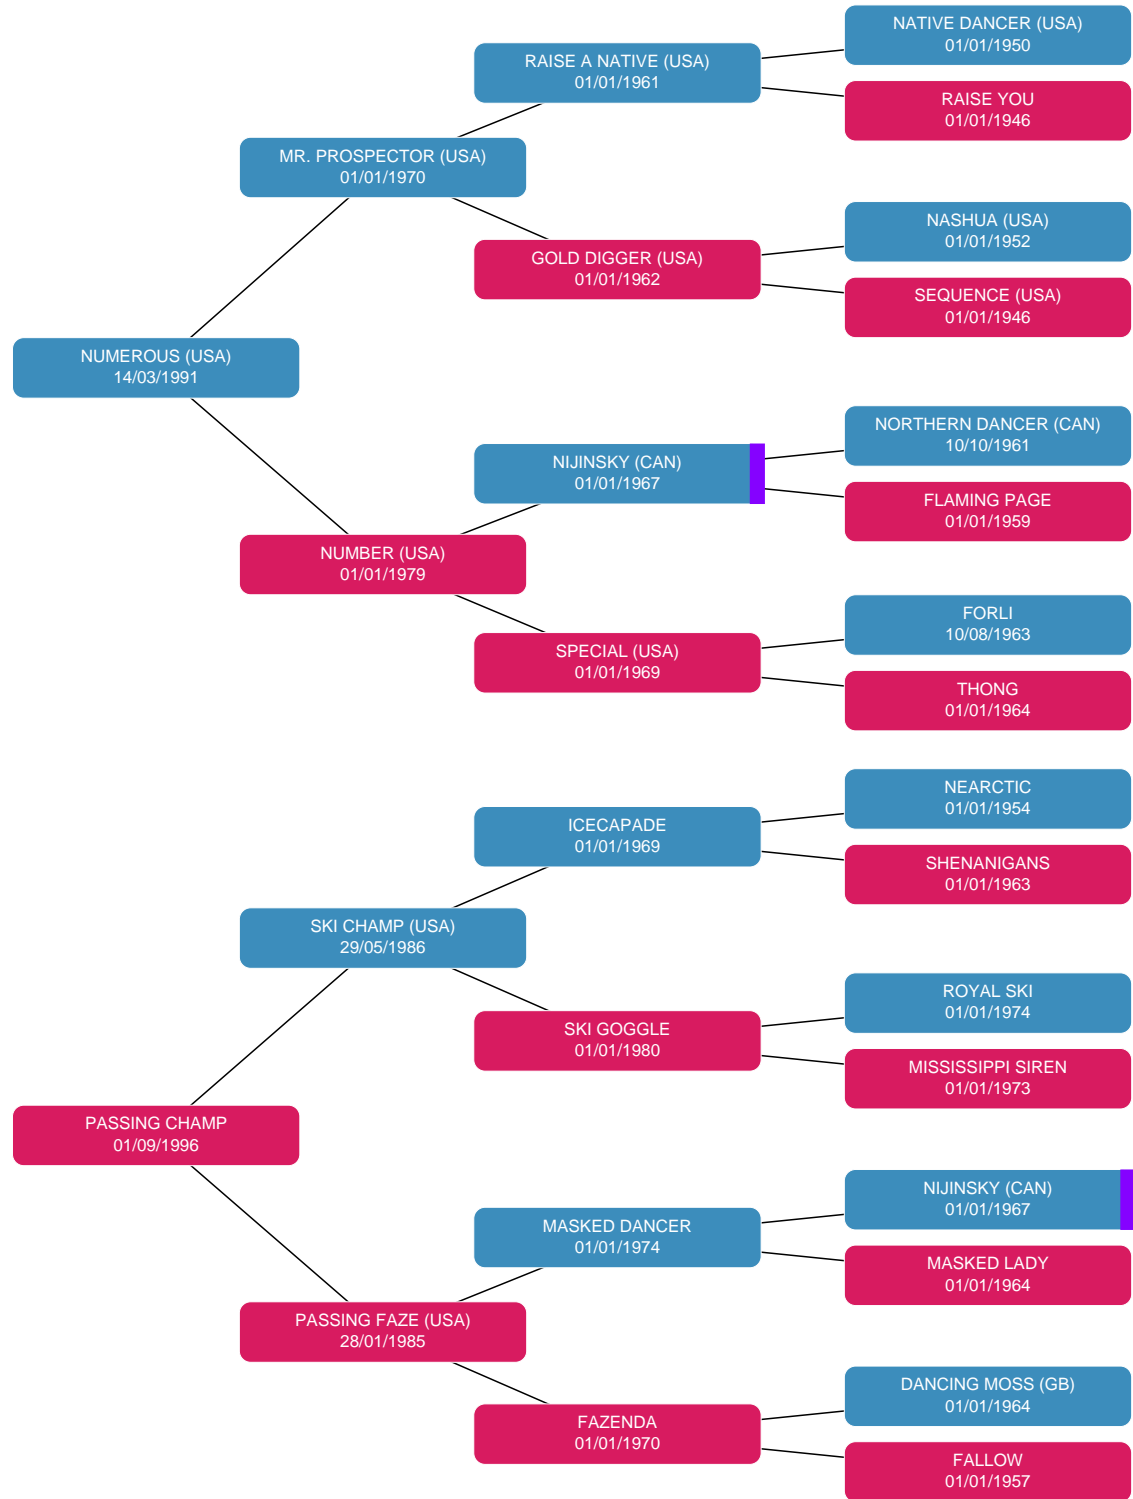 NATIVE DANCER (USA)
01/01/1950
RAISE A NATIVE (USA)
01/01/1961
RAISE YOU
01/01/1946
MR. PROSPECTOR (USA)
01/01/1970
NASHUA (USA)
01/01/1952
GOLD DIGGER (USA)
01/01/1962
SEQUENCE (USA)
01/01/1946
NUMEROUS (USA)
14/03/1991
NORTHERN DANCER (CAN)
10/10/1961
NIJINSKY (CAN)
01/01/1967
FLAMING PAGE
01/01/1959
NUMBER (USA)
01/01/1979
FORLI
10/08/1963
SPECIAL (USA)
01/01/1969
THONG
01/01/1964
NEARCTIC
01/01/1954
ICECAPADE
01/01/1969
SHENANIGANS
01/01/1963
SKI CHAMP (USA)
29/05/1986
ROYAL SKI
01/01/1974
SKI GOGGLE
01/01/1980
MISSISSIPPI SIREN
01/01/1973
PASSING CHAMP
01/09/1996
NIJINSKY (CAN)
01/01/1967
MASKED DANCER
01/01/1974
MASKED LADY
01/01/1964
PASSING FAZE (USA)
28/01/1985
DANCING MOSS (GB)
01/01/1964
FAZENDA
01/01/1970
FALLOW
01/01/1957